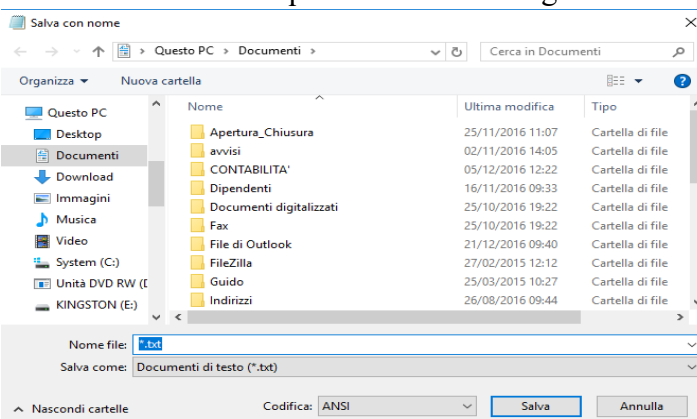 Salva con nome
Questo PC > Documenti >
Cerca in Documenti
Organizza
Nuova cartella
Nome
Ultima modifica
Tipo
Questo PC
Desktop
Documenti
Download
Immagini
Musica
Video
System (C:)
Unità DVD RW (D
KINGSTON (E:)
Apertura_Chiusura 25/11/2016 11:07 Cartella di file
avvisi 02/11/2016 14:05 Cartella di file
CONTABILITA' 05/12/2016 12:22 Cartella di file
Dipendenti 16/11/2016 09:33 Cartella di file
Documenti digitalizzati 25/10/2016 19:22 Cartella di file
Fax 25/10/2016 19:22 Cartella di file
File di Outlook 21/12/2016 09:40 Cartella di file
FileZilla 27/02/2015 12:12 Cartella di file
Guido 25/03/2015 10:27 Cartella di file
Indirizzi 26/08/2016 09:44 Cartella di file
Nome file: *.txt
Salva come: Documenti di testo (*.txt)
Nascondi cartelle
Codifica: ANSI
Salva
Annulla